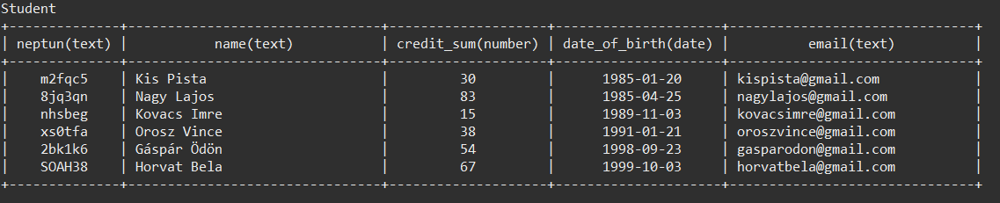 Student
+--------------+-----------------------------+------------------+-------------------+----------------------------+
| neptun(text) |          name(text)         | credit_sum(number) | date_of_birth(date) |         email(text)        |
+--------------+-----------------------------+------------------+-------------------+----------------------------+
|    m2fqc5    | Kis Pista                   |        30        |     1985-01-20    | kispista@gmail.com         |
|    8jq3qn    | Nagy Lajos                  |        83        |     1985-04-25    | nagylajos@gmail.com        |
|    nhsbeg    | Kovacs Imre                 |        15        |     1989-11-03    | kovacsimre@gmail.com       |
|    xs0tfa    | Orosz Vince                 |        38        |     1991-01-21    | oroszvince@gmail.com       |
|    2bk1k6    | Gáspár Ödön                 |        54        |     1998-09-23    | gasparodon@gmail.com       |
|    SOAH38    | Horvat Bela                 |        67        |     1999-10-03    | horvatbela@gmail.com       |
+--------------+-----------------------------+------------------+-------------------+----------------------------+